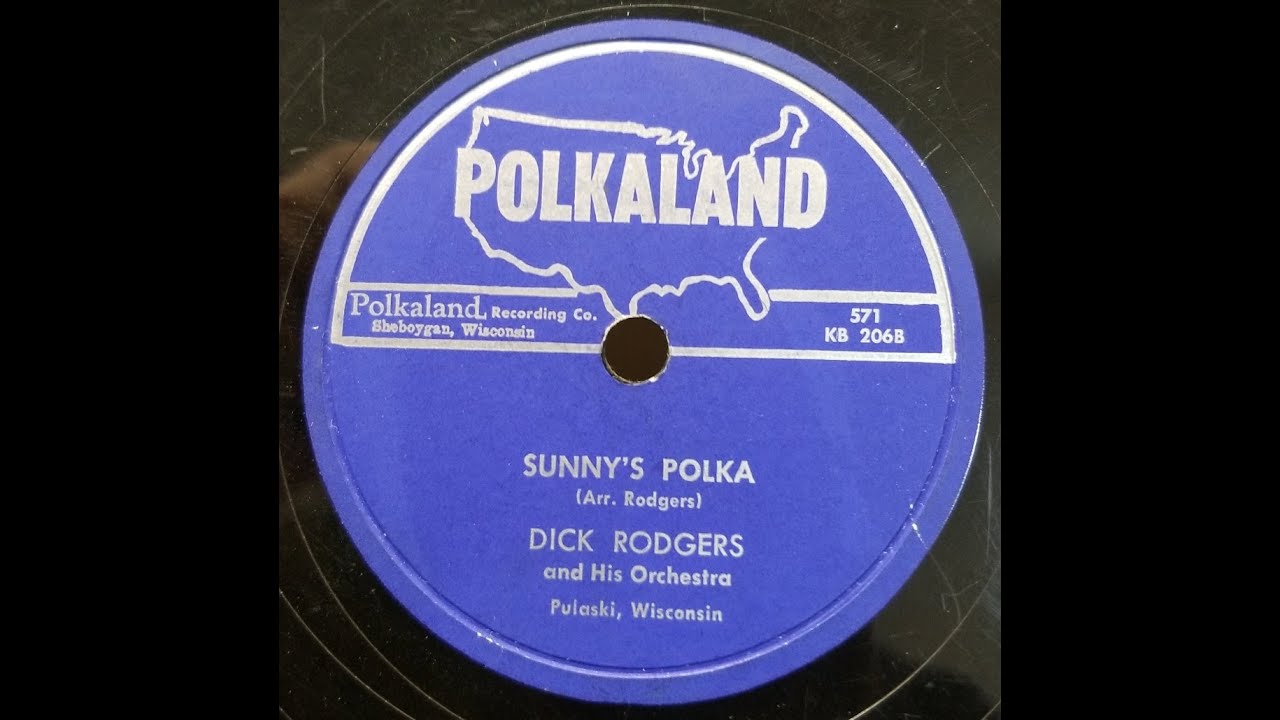 POLKALAND
Polkaland Recording Co.
Sheboygan, Wisconsin
571
KB 206B
SUNNY'S POLKA
(Arr. Rodgers)
DICK RODGERS
and His Orchestra
Pulaski, Wisconsin